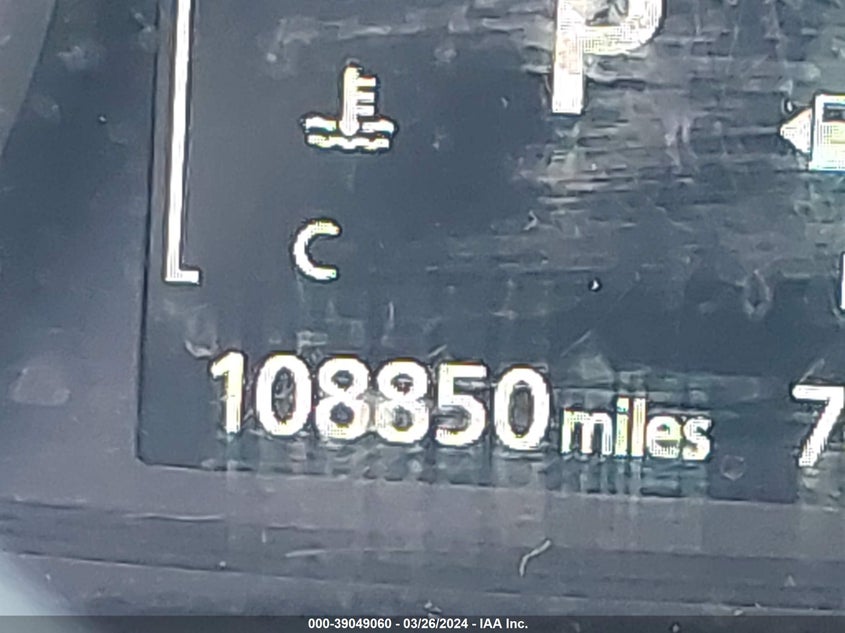 P
C
108850 miles 7
000-39049060 - 03/26/2024 - IAA Inc.